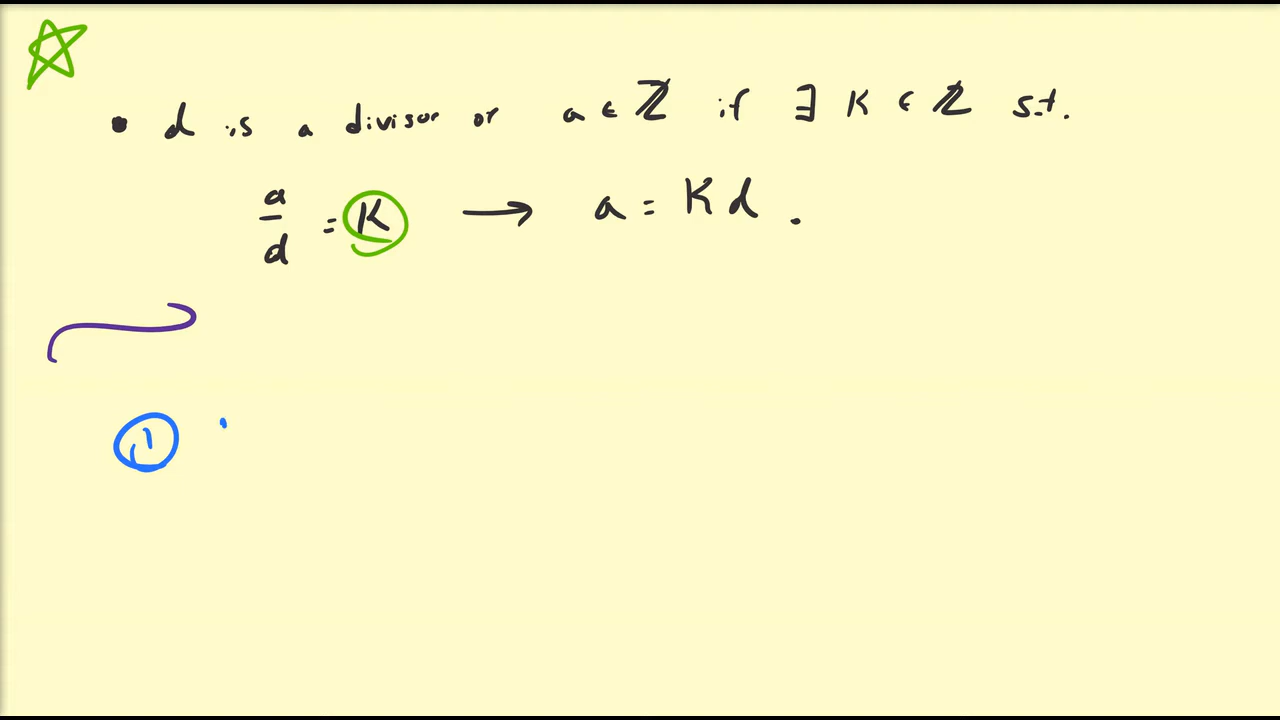 • d is a divisor of a ∈ ℤ if ∃ K ∈ ℤ s.t.
a/d = K → a = Kd .
① .